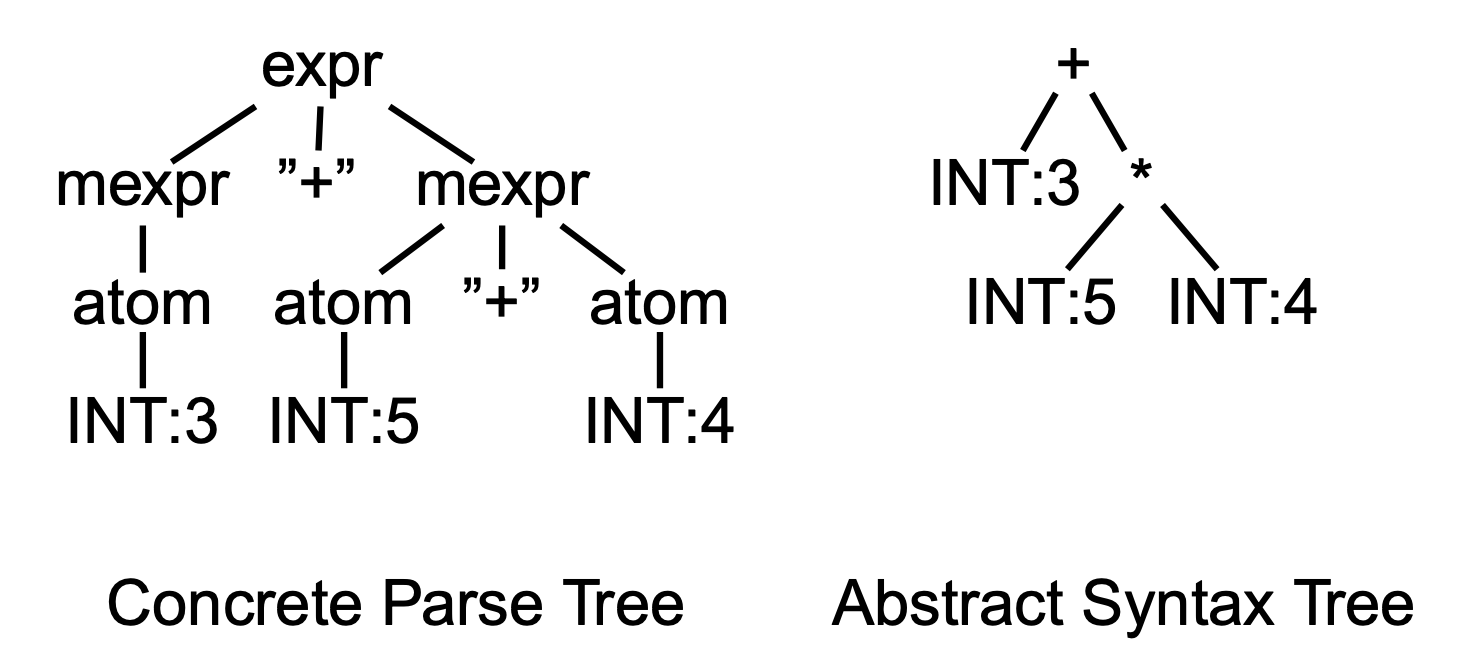 expr +
mexpr ”+” mexpr INT:3 *
atom atom ”+” atom INT:5 INT:4
INT:3 INT:5 INT:4
Concrete Parse Tree Abstract Syntax Tree